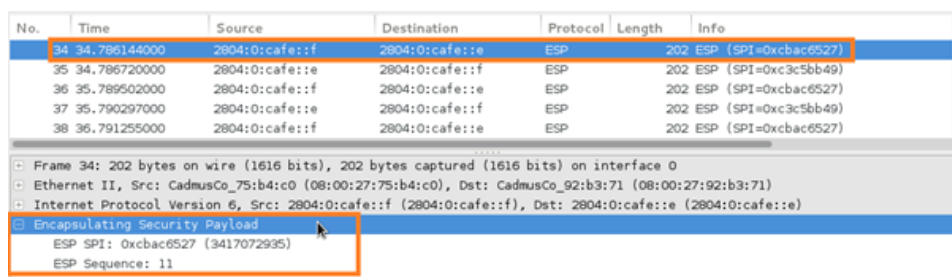 No. Time Source Destination Protocol Length Info
34 34.786144000 2804:0:cafe::f 2804:0:cafe::e ESP 202 ESP (SPI=0xcbac6527)
35 34.786720000 2804:0:cafe::e 2804:0:cafe::f ESP 202 ESP (SPI=0xc3c5bb49)
36 35.789502000 2804:0:cafe::f 2804:0:cafe::e ESP 202 ESP (SPI=0xcbac6527)
37 35.790297000 2804:0:cafe::e 2804:0:cafe::f ESP 202 ESP (SPI=0xc3c5bb49)
38 36.791255000 2804:0:cafe::f 2804:0:cafe::e ESP 202 ESP (SPI=0xcbac6527)
Frame 34: 202 bytes on wire (1616 bits), 202 bytes captured (1616 bits) on interface 0
Ethernet II, Src: CadmusCo_75:b4:c0 (08:00:27:75:b4:c0), Dst: CadmusCo_92:b3:71 (08:00:27:92:b3:71)
Internet Protocol Version 6, Src: 2804:0:cafe::f (2804:0:cafe::f), Dst: 2804:0:cafe::e (2804:0:cafe::e)
Encapsulating Security Payload
ESP SPI: 0xcbac6527 (3417072935)
ESP Sequence: 11